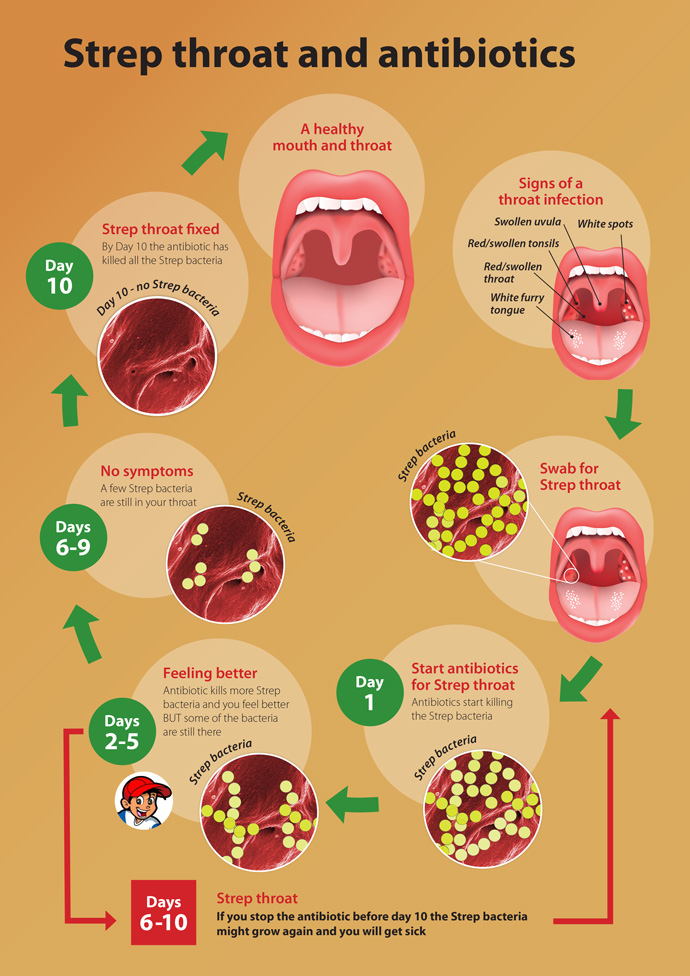 Strep throat and antibiotics
A healthy
mouth and throat
Signs of a
throat infection
Swollen uvula
White spots
Red/swollen tonsils
Red/swollen
throat
White furry
tongue
Swab for
Strep throat
Strep bacteria
Day
1
Start antibiotics
for Strep throat
Antibiotics start killing
the Strep bacteria
Strep bacteria
Days
2-5
Feeling better
Antibiotic kills more Strep
bacteria and you feel better
BUT some of the bacteria
are still there
Strep bacteria
Days
6-9
No symptoms
A few Strep bacteria
are still in your throat
Strep bacteria
Day
10
Strep throat fixed
By Day 10 the antibiotic has
killed all the Strep bacteria
Day 10 - no Strep bacteria
Days
6-10
Strep throat
If you stop the antibiotic before day 10 the Strep bacteria
might grow again and you will get sick